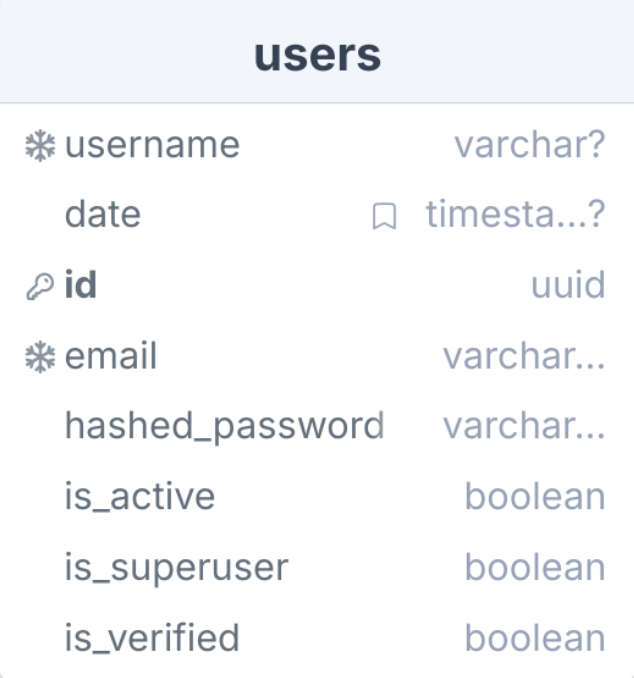 users
username varchar?
date timesta...?
id uuid
email varchar...
hashed_password varchar...
is_active boolean
is_superuser boolean
is_verified boolean